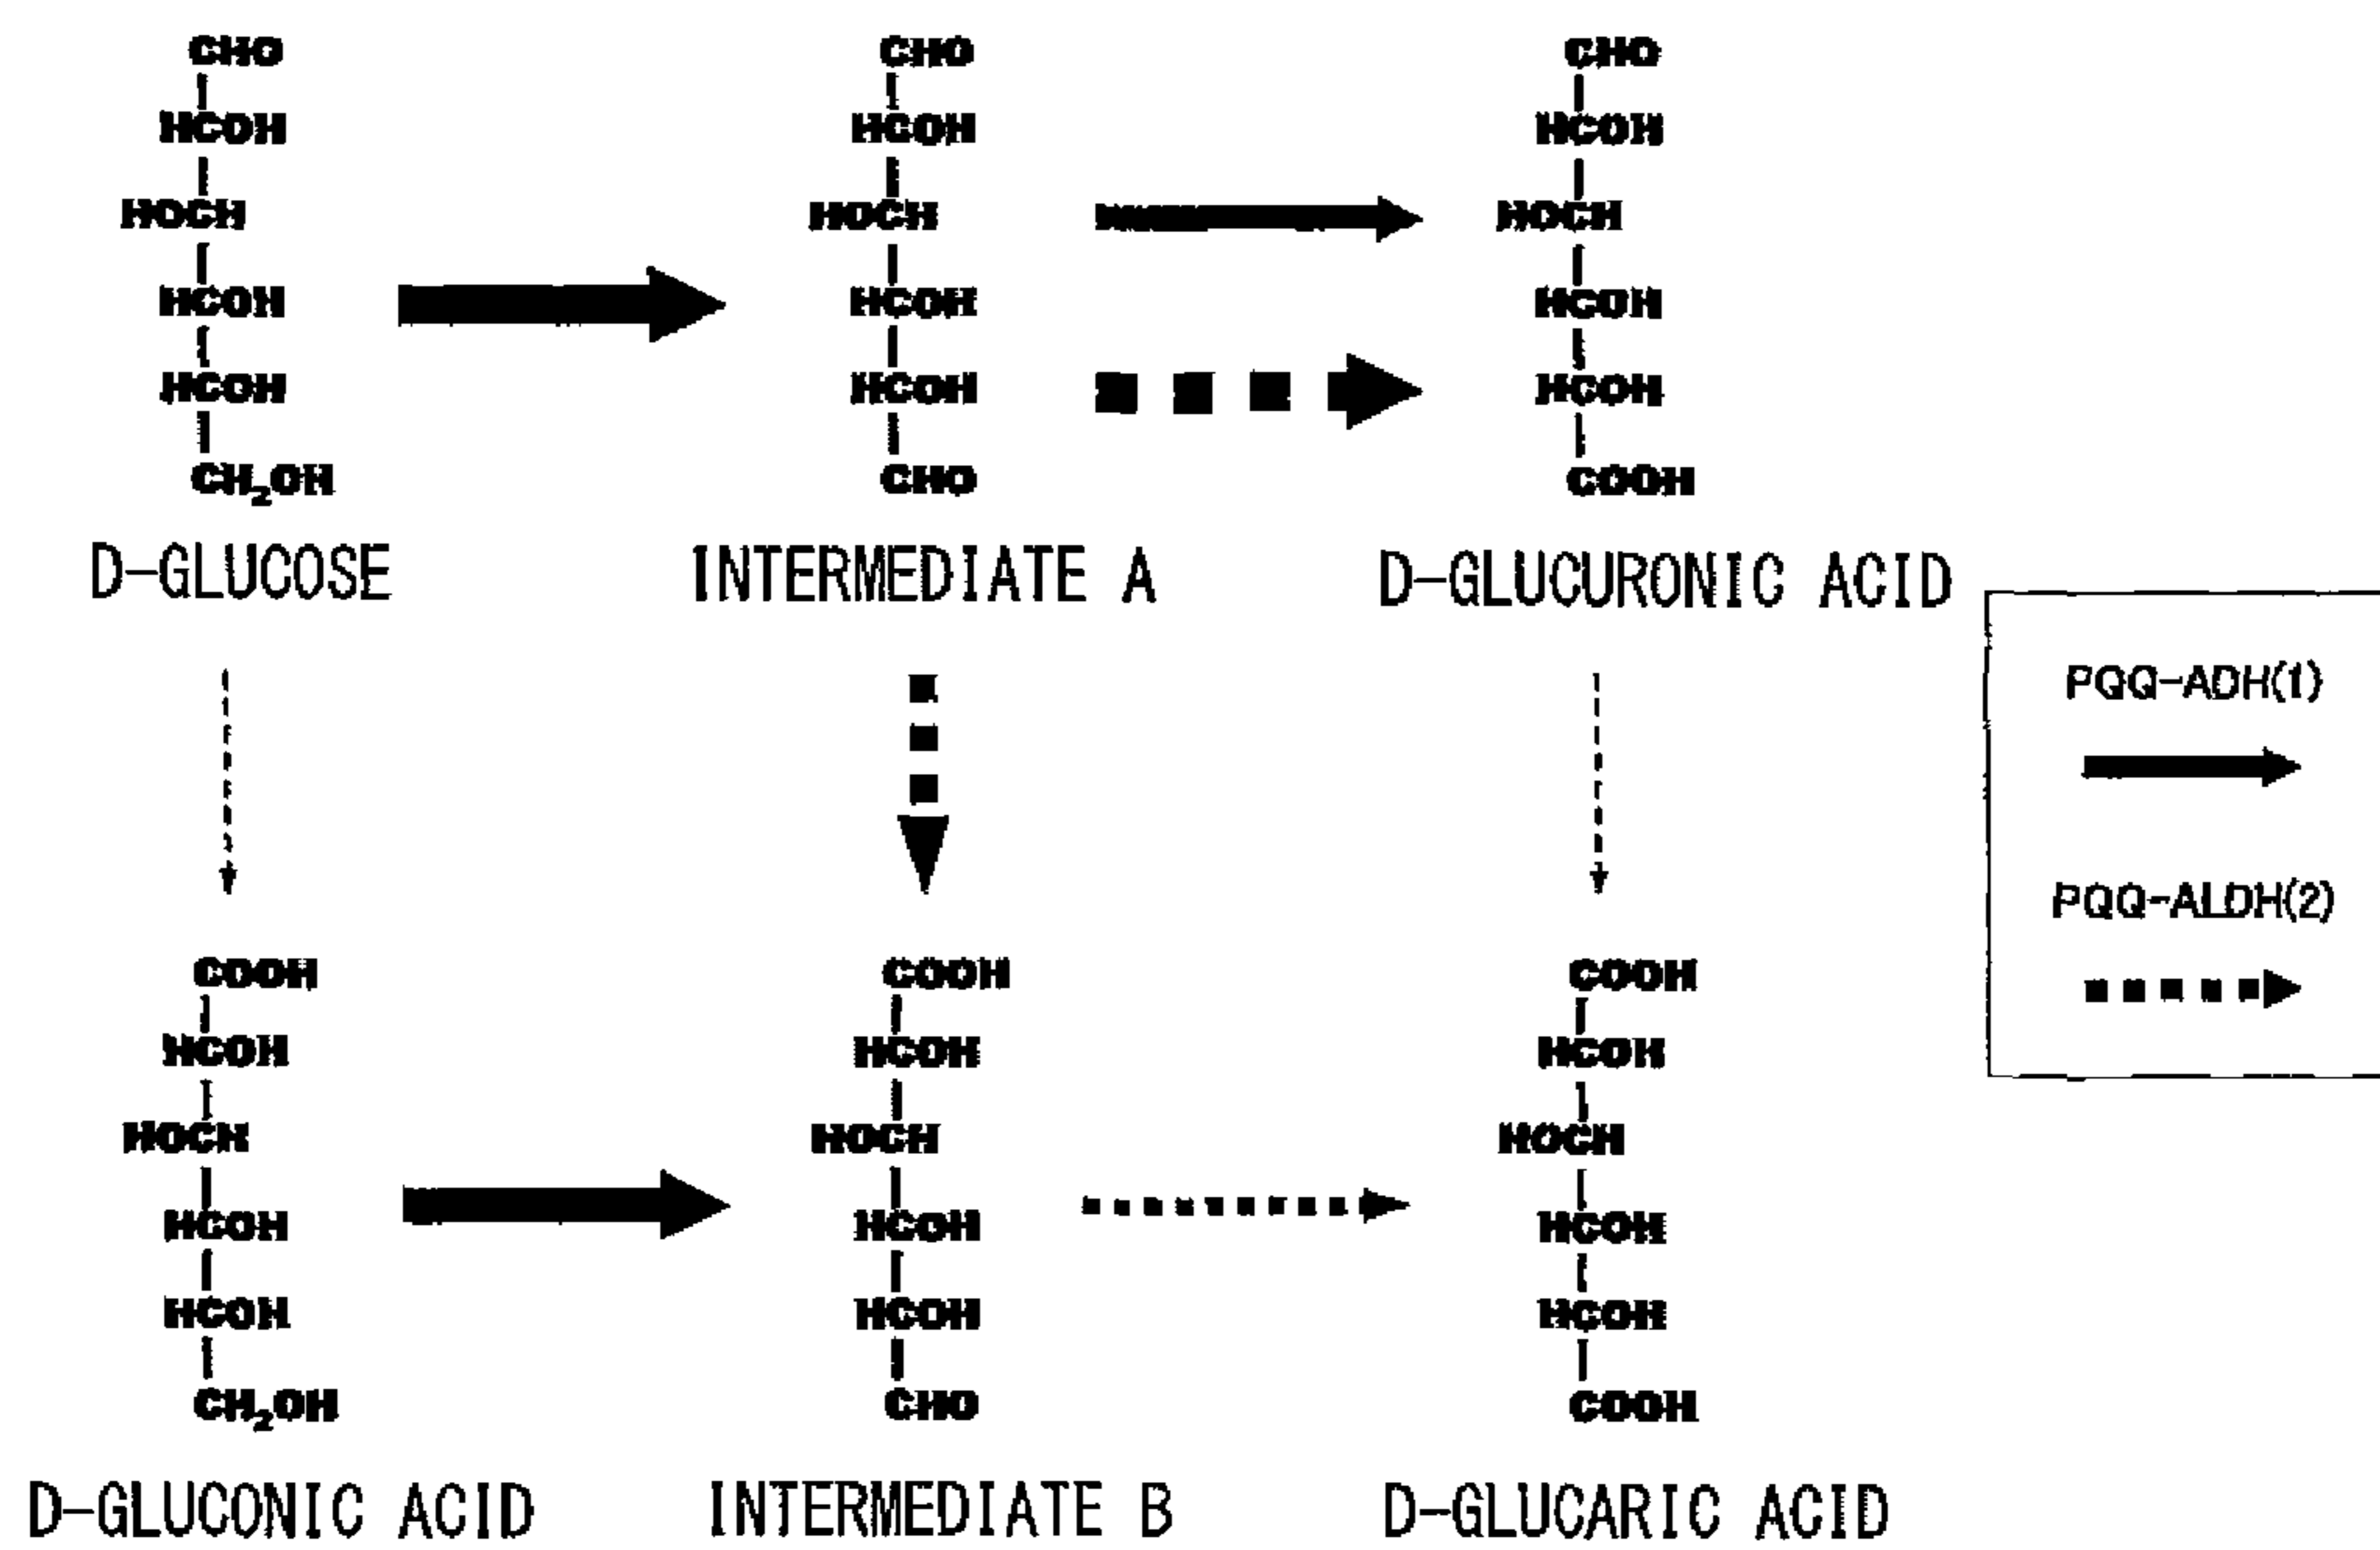 CHO
HCOH
HOCH
HCOH
HCOH
CH₂OH
D-GLUCOSE
CHO
HCOH
HOCH
HCOH
HCOH
CHO
INTERMEDIATE A
CHO
HCOH
HOCH
HCOH
HCOH
COOH
D-GLUCURONIC ACID
PQQ-ADH(1)
PQQ-ALDH(2)
COOH
HCOH
HOCH
HCOH
HCOH
CH₂OH
D-GLUCONIC ACID
COOH
HCOH
HOCH
HCOH
HCOH
CHO
INTERMEDIATE B
COOH
HCOH
HOCH
HCOH
HCOH
COOH
D-GLUCARIC ACID